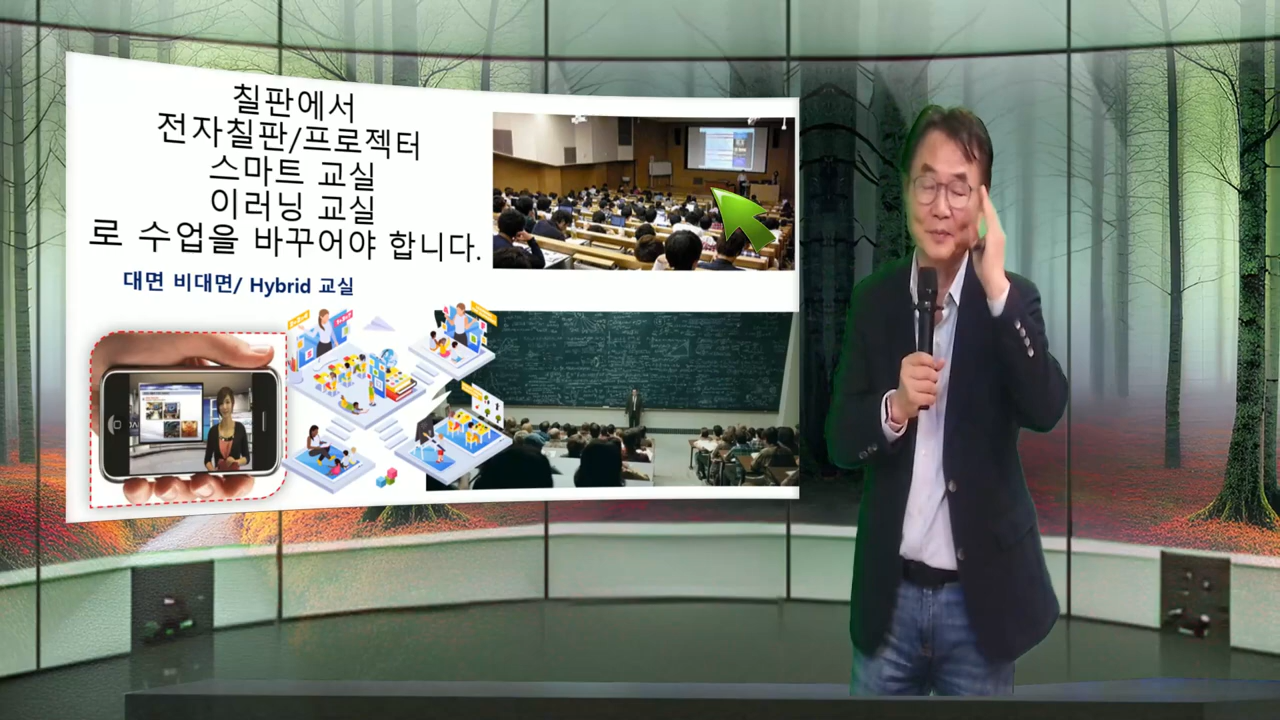 칠판에서
전자칠판/프로젝터
스마트 교실
이러닝 교실
로 수업을 바꾸어야 합니다.
대면 비대면/ Hybrid 교실